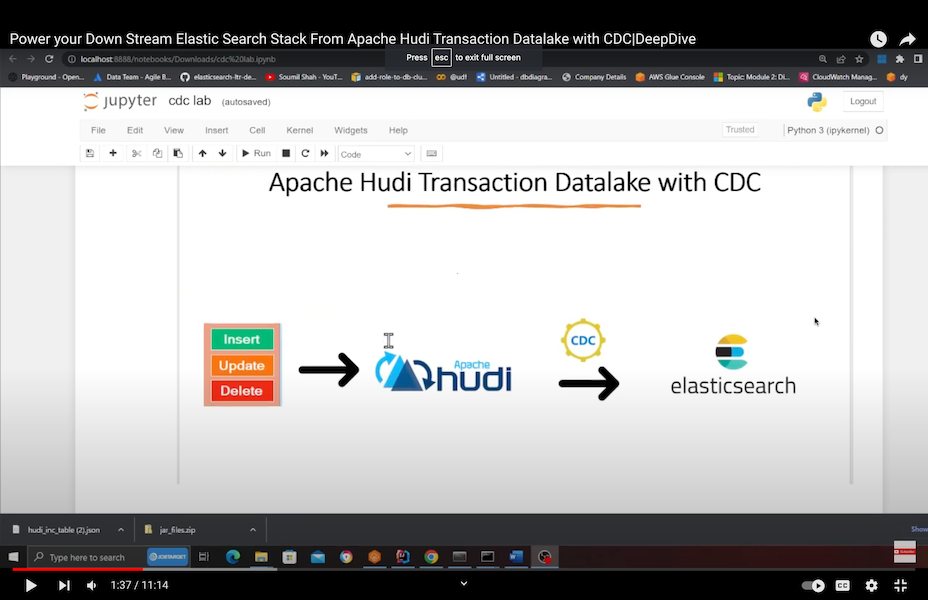 Power your Down Stream Elastic Search Stack From Apache Hudi Transaction Datalake with CDC|DeepDive
Press esc to exit full screen
localhost:8888/notebooks/Downloads/cdc%20lab.ipynb
Playground - Open... Data Team - Agile B... elasticsearch-ltr-de... Soumil Shah - YouT... add-role-to-db-clu... @udf Untitled - dbdiagra... Company Details AWS Glue Console Topic Module 2: Di... CloudWatch Manag... dy
jupyter cdc lab (autosaved) Logout
File Edit View Insert Cell Kernel Widgets Help Trusted Python 3 (ipykernel)
Run Code
Apache Hudi Transaction Datalake with CDC
Insert
Update
Delete
Apache
hudi
CDC
elasticsearch
hudi_inc_table (2).json jar_files.zip Show
Type here to search
1:37 / 11:14
CC